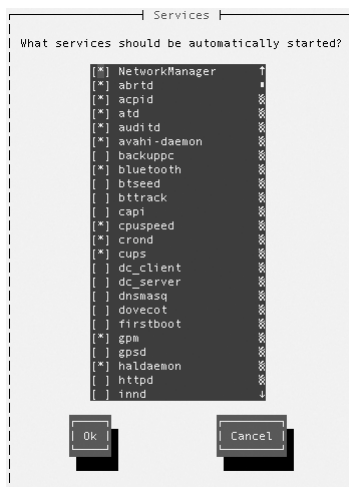 Services
What services should be automatically started?
[*] NetworkManager
[*] abrtd
[*] acpid
[*] atd
[*] auditd
[*] avahi-daemon
[ ] backuppc
[*] bluetooth
[ ] btseed
[ ] bttrack
[ ] capi
[*] cpuspeed
[*] crond
[*] cups
[ ] dc_client
[ ] dc_server
[ ] dnsmasq
[ ] dovecot
[ ] firstboot
[*] gpm
[ ] gpsd
[*] haldaemon
[ ] httpd
[ ] innd
Ok Cancel